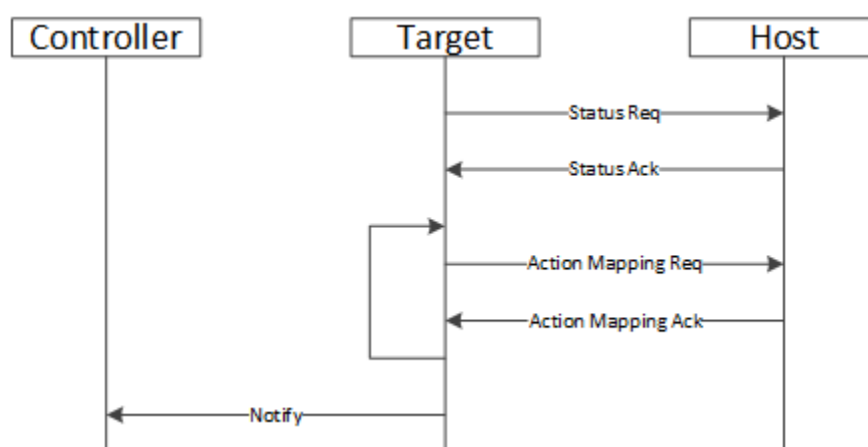 Controller
Target
Host
Status Req
Status Ack
Action Mapping Req
Action Mapping Ack
Notify